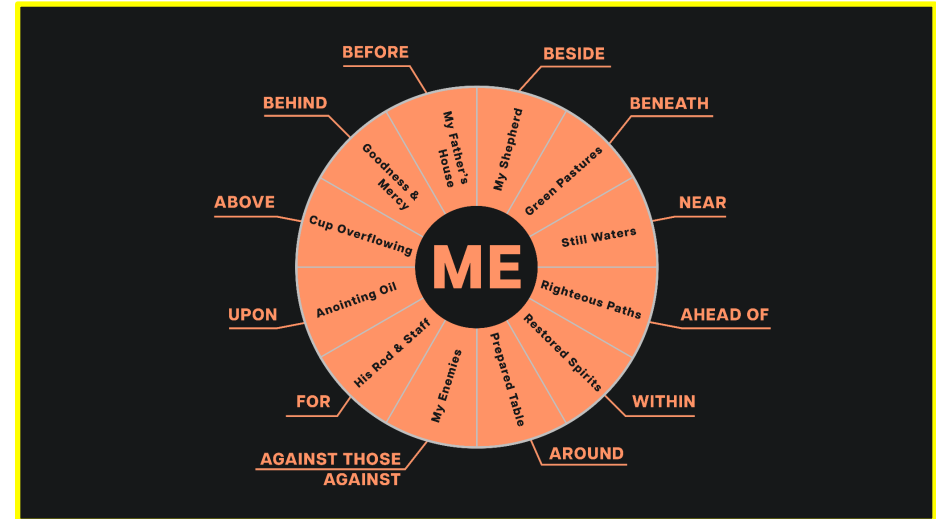 BEFORE
BESIDE
BEHIND
BENEATH
ABOVE
NEAR
UPON
AHEAD OF
FOR
WITHIN
AGAINST THOSE
AGAINST
AROUND
My Shepherd
Green Pastures
Still Waters
Righteous Paths
Restored Spirits
Prepared Table
My Enemies
His Rod & Staff
Anointing Oil
Cup Overflowing
Goodness &
Mercy
My Father's
House
ME